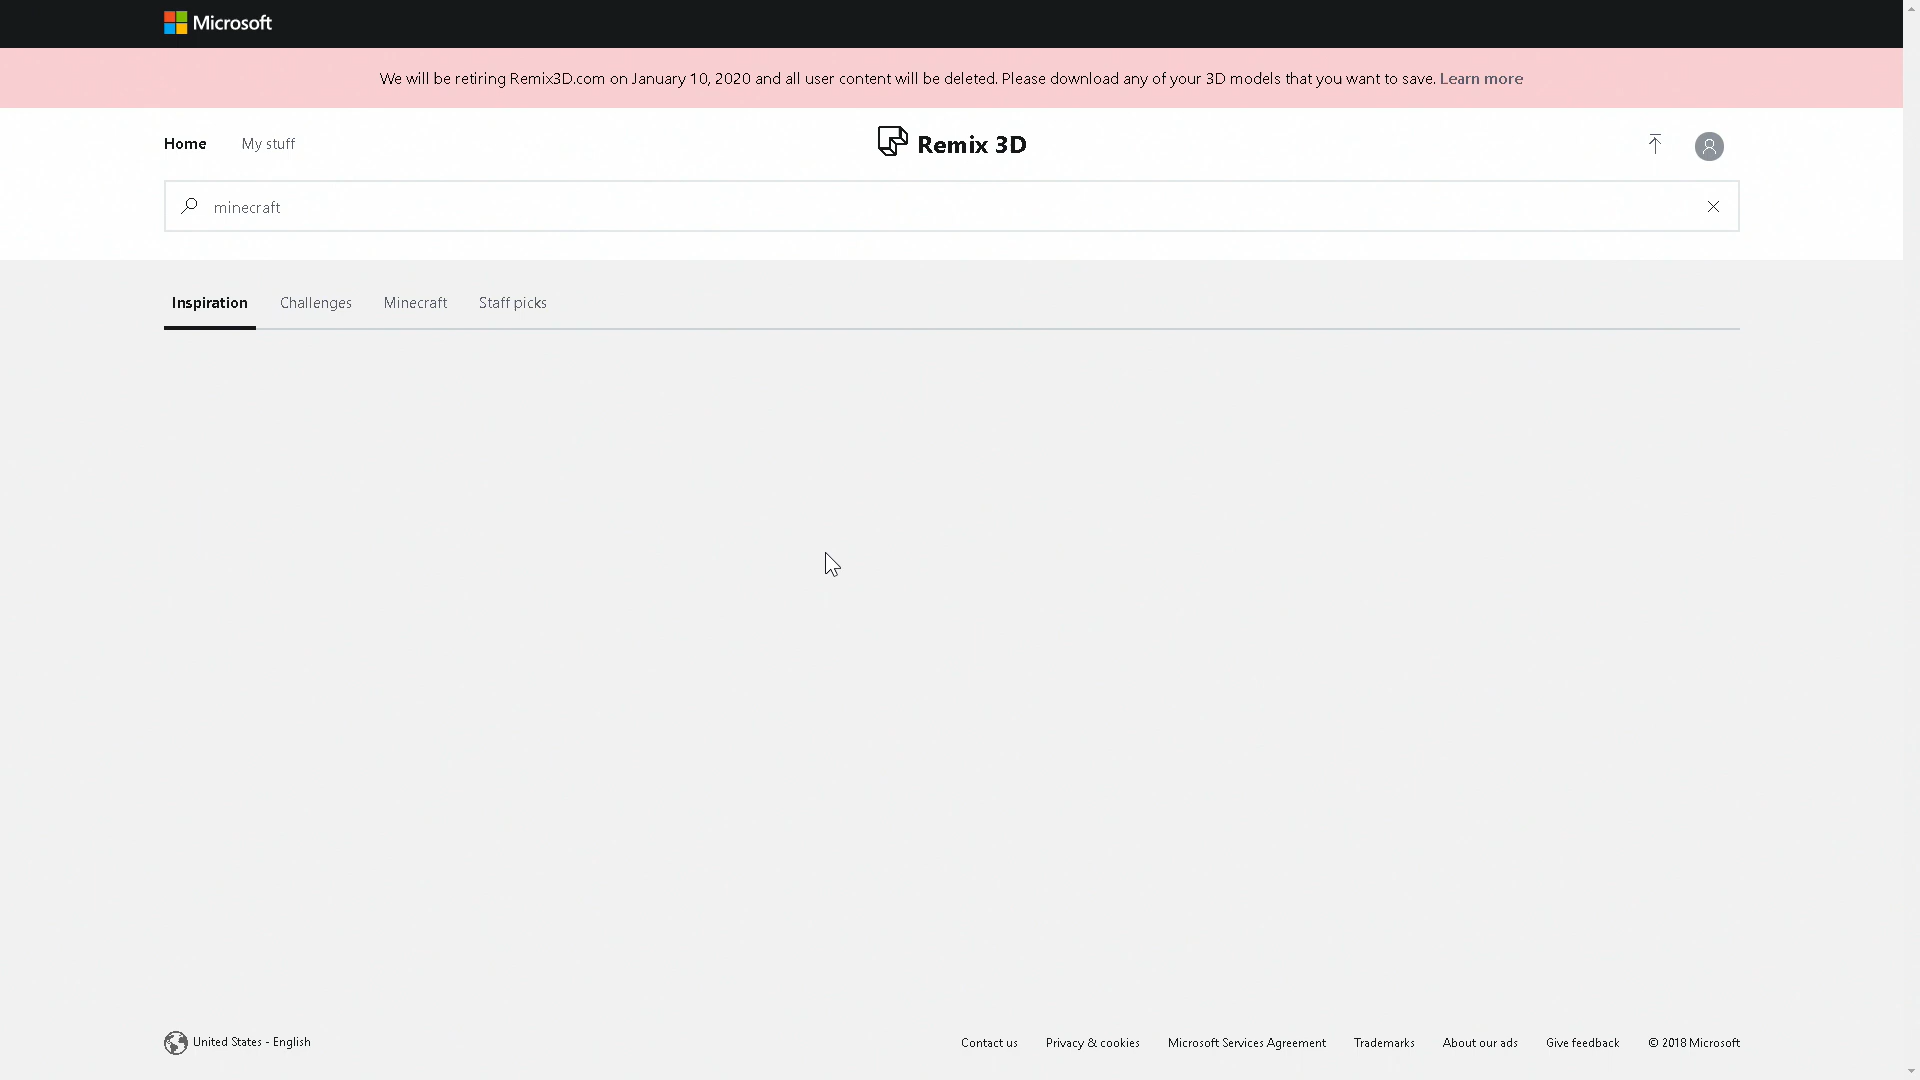 Microsoft
We will be retiring Remix3D.com on January 10, 2020 and all user content will be deleted. Please download any of your 3D models that you want to save. Learn more
Home My stuff Remix 3D
minecraft
Inspiration Challenges Minecraft Staff picks
United States - English Contact us Privacy & cookies Microsoft Services Agreement Trademarks About our ads Give feedback © 2018 Microsoft